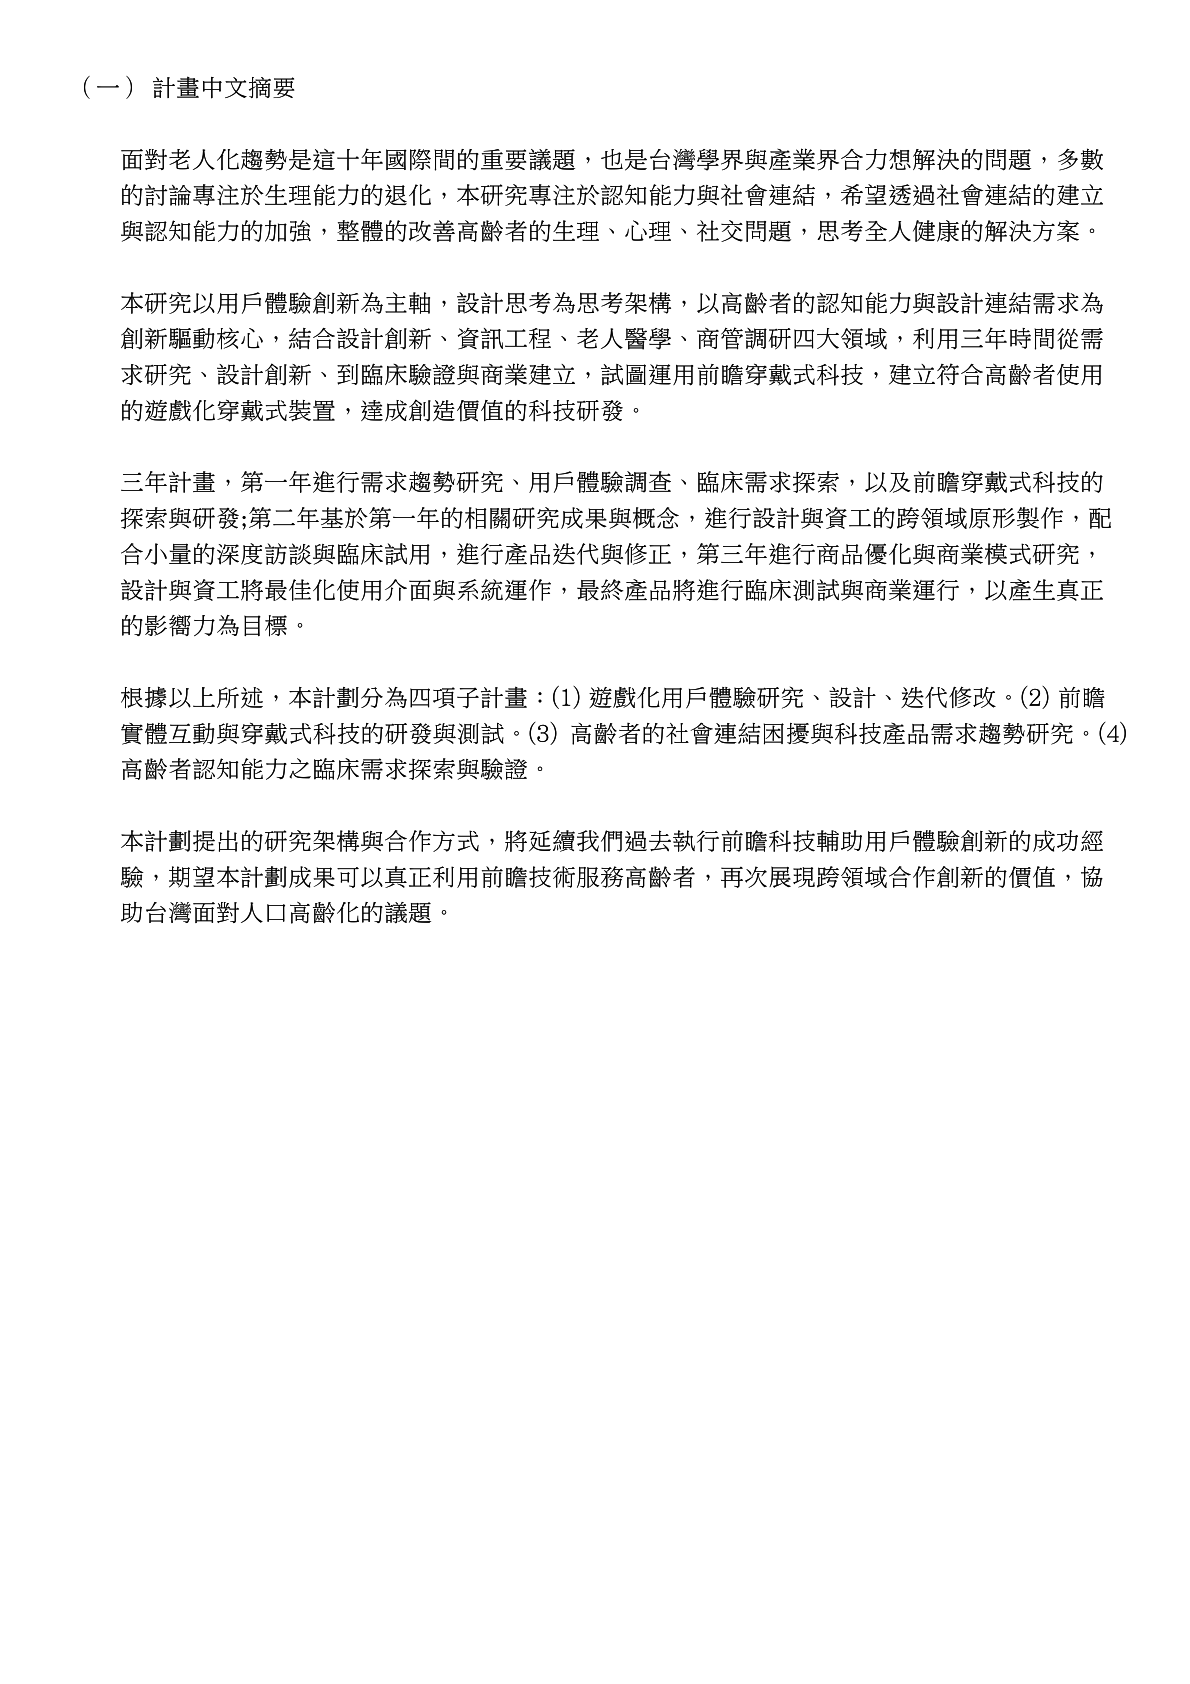 （一） 計畫中文摘要
面對老人化趨勢是這十年國際間的重要議題，也是台灣學界與產業界合力想解決的問題，多數
的討論專注於生理能力的退化，本研究專注於認知能力與社會連結，希望透過社會連結的建立
與認知能力的加強，整體的改善高齡者的生理、心理、社交問題，思考全人健康的解決方案。
本研究以用戶體驗創新為主軸，設計思考為思考架構，以高齡者的認知能力與設計連結需求為
創新驅動核心，結合設計創新、資訊工程、老人醫學、商管調研四大領域，利用三年時間從需
求研究、設計創新、到臨床驗證與商業建立，試圖運用前瞻穿戴式科技，建立符合高齡者使用
的遊戲化穿戴式裝置，達成創造價值的科技研發。
三年計畫，第一年進行需求趨勢研究、用戶體驗調查、臨床需求探索，以及前瞻穿戴式科技的
探索與研發;第二年基於第一年的相關研究成果與概念，進行設計與資工的跨領域原形製作，配
合小量的深度訪談與臨床試用，進行產品迭代與修正，第三年進行商品優化與商業模式研究，
設計與資工將最佳化使用介面與系統運作，最終產品將進行臨床測試與商業運行，以產生真正
的影嚮力為目標。
根據以上所述，本計劃分為四項子計畫：(1) 遊戲化用戶體驗研究、設計、迭代修改。(2) 前瞻
實體互動與穿戴式科技的研發與測試。(3) 高齡者的社會連結困擾與科技產品需求趨勢研究。(4)
高齡者認知能力之臨床需求探索與驗證。
本計劃提出的研究架構與合作方式，將延續我們過去執行前瞻科技輔助用戶體驗創新的成功經
驗，期望本計劃成果可以真正利用前瞻技術服務高齡者，再次展現跨領域合作創新的價值，協
助台灣面對人口高齡化的議題。